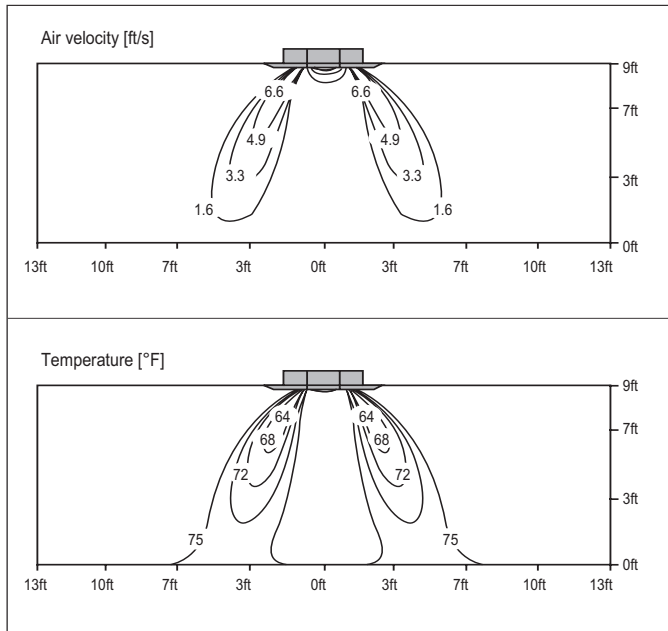 Air velocity [ft/s]
9ft
6.6 6.6
7ft
4.9 4.9
3.3 3.3
3ft
1.6 1.6
0ft
13ft 10ft 7ft 3ft 0ft 3ft 7ft 10ft 13ft
Temperature [°F]
9ft
64 64
7ft
68 68
72 72
3ft
75 75
0ft
13ft 10ft 7ft 3ft 0ft 3ft 7ft 10ft 13ft